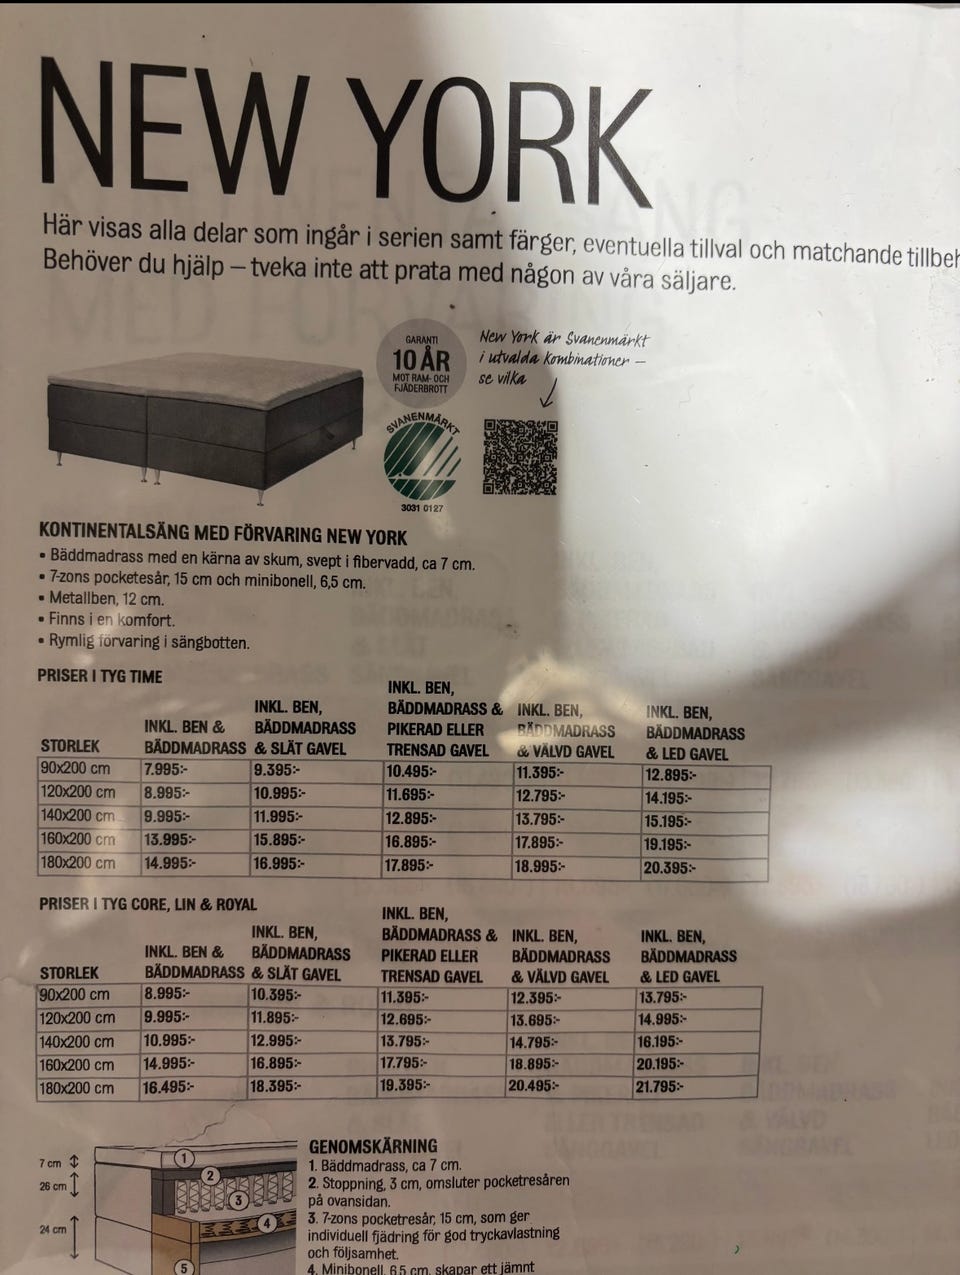 NEW YORK
Här visas alla delar som ingår i serien samt färger, eventuella tillval och matchande
Behöver du hjälp – tveka inte att prata med någon av våra säljare.
GARANTI
10 ÅR
MOT RAM- OCH
FJÄDERBROTT
New York är Svanenmärkt
i utvalda kombinationer –
se vilka
SVANENMÄRKT
3031 0127
KONTINENTALSÄNG MED FÖRVARING NEW YORK
• Bäddmadrass med en kärna av skum, svept i fibervadd, ca 7 cm.
• 7-zons pocketesår, 15 cm och minibonell, 6,5 cm.
• Metallben, 12 cm.
• Finns i en komfort.
• Rymlig förvaring i sängbotten.
PRISER I TYG TIME
STORLEK INKL. BEN & BÄDDMADRASS INKL. BEN, BÄDDMADRASS & SLÄT GAVEL INKL. BEN, BÄDDMADRASS & PIKERAD ELLER TRENSAD GAVEL INKL. BEN, BÄDDMADRASS & VÄLVD GAVEL INKL. BEN, BÄDDMADRASS & LED GAVEL
90x200 cm 7.995:- 9.395:- 10.495:- 11.395:- 12.895:-
120x200 cm 8.995:- 10.995:- 11.695:- 12.795:- 14.195:-
140x200 cm 9.995:- 11.995:- 12.895:- 13.795:- 15.195:-
160x200 cm 13.995:- 15.895:- 16.895:- 17.895:- 19.195:-
180x200 cm 14.995:- 16.995:- 17.895:- 18.995:- 20.395:-
PRISER I TYG CORE, LIN & ROYAL
STORLEK INKL. BEN & BÄDDMADRASS INKL. BEN, BÄDDMADRASS & SLÄT GAVEL INKL. BEN, BÄDDMADRASS & PIKERAD ELLER TRENSAD GAVEL INKL. BEN, BÄDDMADRASS & VÄLVD GAVEL INKL. BEN, BÄDDMADRASS & LED GAVEL
90x200 cm 8.995:- 10.395:- 11.395:- 12.395:- 13.795:-
120x200 cm 9.995:- 11.895:- 12.695:- 13.695:- 14.995:-
140x200 cm 10.995:- 12.995:- 13.795:- 14.795:- 16.195:-
160x200 cm 14.995:- 16.895:- 17.795:- 18.895:- 20.195:-
180x200 cm 16.495:- 18.395:- 19.395:- 20.495:- 21.795:-
7 cm
26 cm
24 cm
1
2
3
4
5
GENOMSKÄRNING
1. Bäddmadrass, ca 7 cm.
2. Stoppning, 3 cm, omsluter pocketresåren
på ovansidan.
3. 7-zons pocketresår, 15 cm, som ger
individuell fjädring för god tryckavlastning
och följsamhet.
4. Minibonell, 6,5 cm, skapar ett jämnt